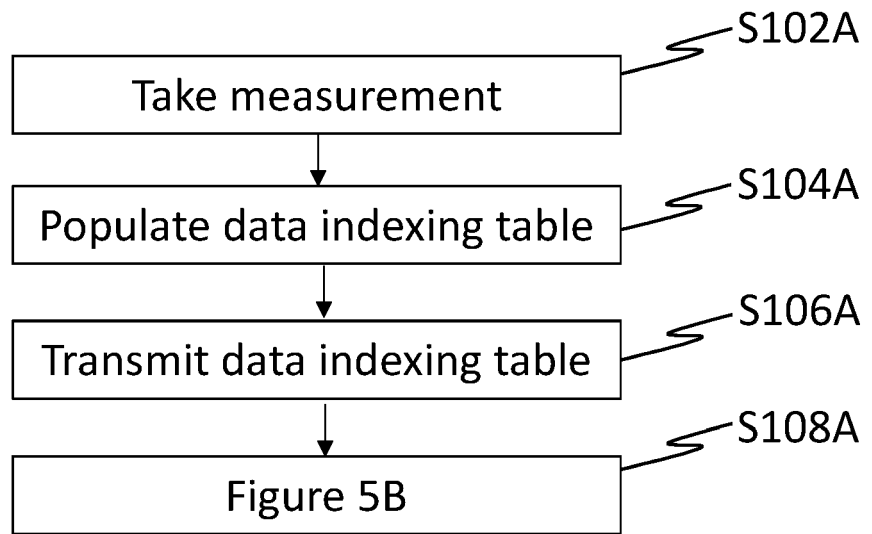 S102A
Take measurement
S104A
Populate data indexing table
S106A
Transmit data indexing table
S108A
Figure 5B